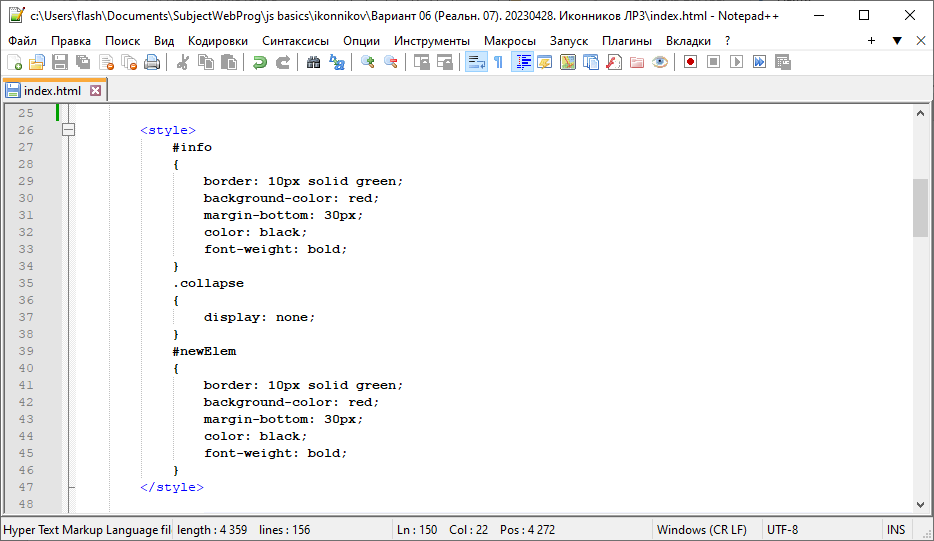 c:\Users\flash\Documents\SubjectWebProg\js basics\ikonnikov\Вариант 06 (Реальн. 07). 20230428. Иконников ЛР3\index.html - Notepad++
Файл Правка Поиск Вид Кодировки Синтаксисы Опции Инструменты Макросы Запуск Плагины Вкладки ? + ▼ X
index.html
25
26 <style>
27 #info
28 {
29 border: 10px solid green;
30 background-color: red;
31 margin-bottom: 30px;
32 color: black;
33 font-weight: bold;
34 }
35 .collapse
36 {
37 display: none;
38 }
39 #newElem
40 {
41 border: 10px solid green;
42 background-color: red;
43 margin-bottom: 30px;
44 color: black;
45 font-weight: bold;
46 }
47 </style>
48
Hyper Text Markup Language fil length : 4 359 lines : 156 Ln : 150 Col : 22 Pos : 4 272 Windows (CR LF) UTF-8 INS